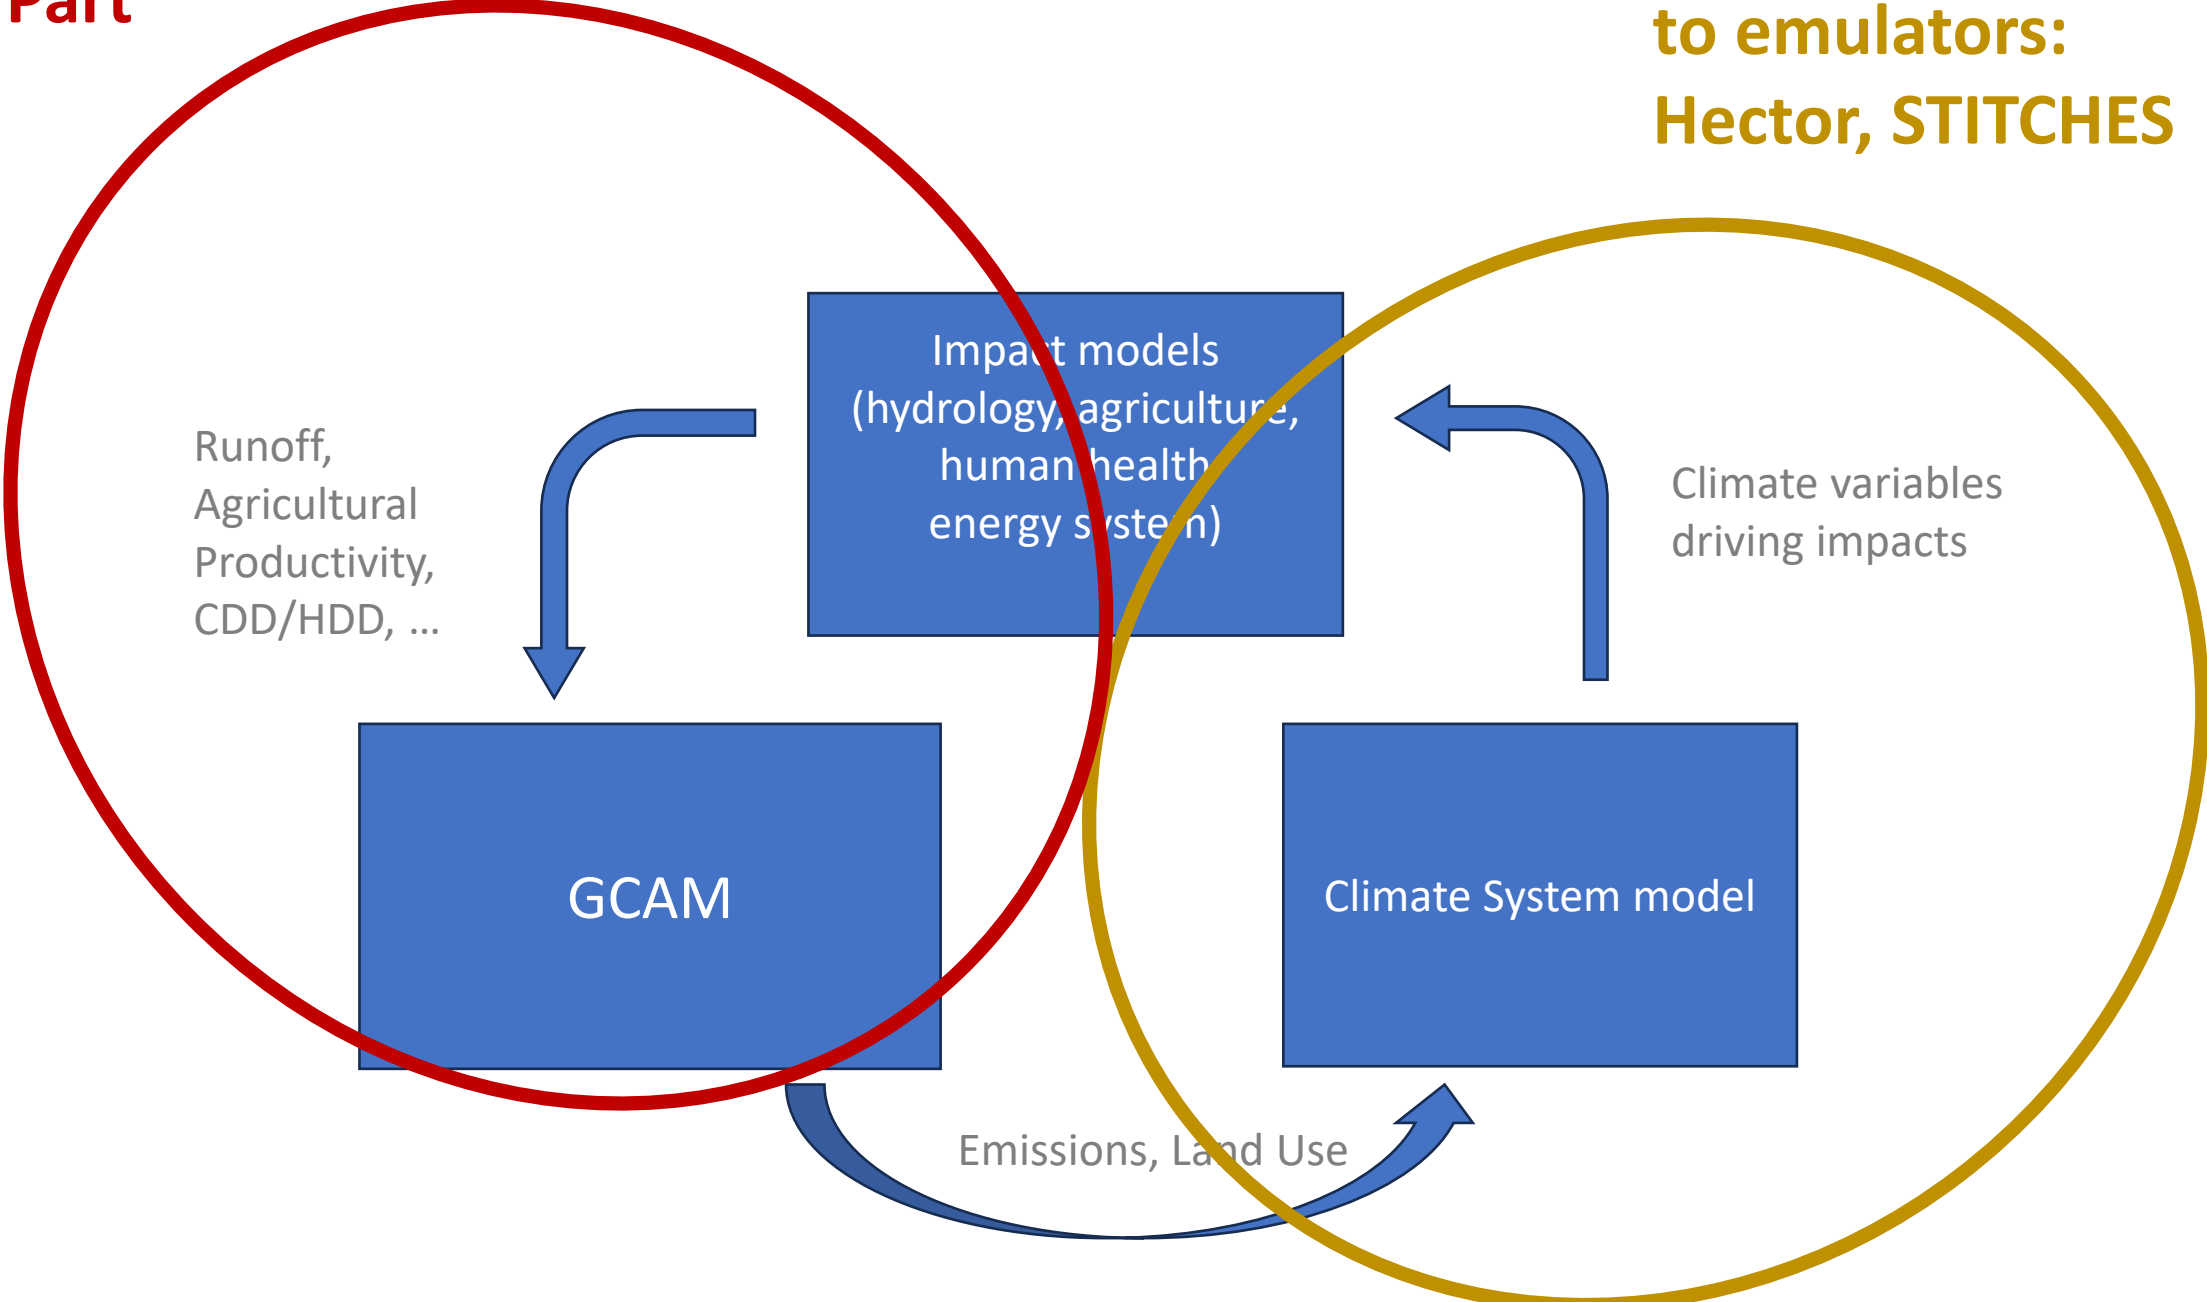 Part
to emulators:
Hector, STITCHES
Impact models
(hydrology, agriculture,
human health,
energy system)
Runoff,
Agricultural
Productivity,
CDD/HDD, ...
Climate variables
driving impacts
GCAM
Climate System model
Emissions, Land Use